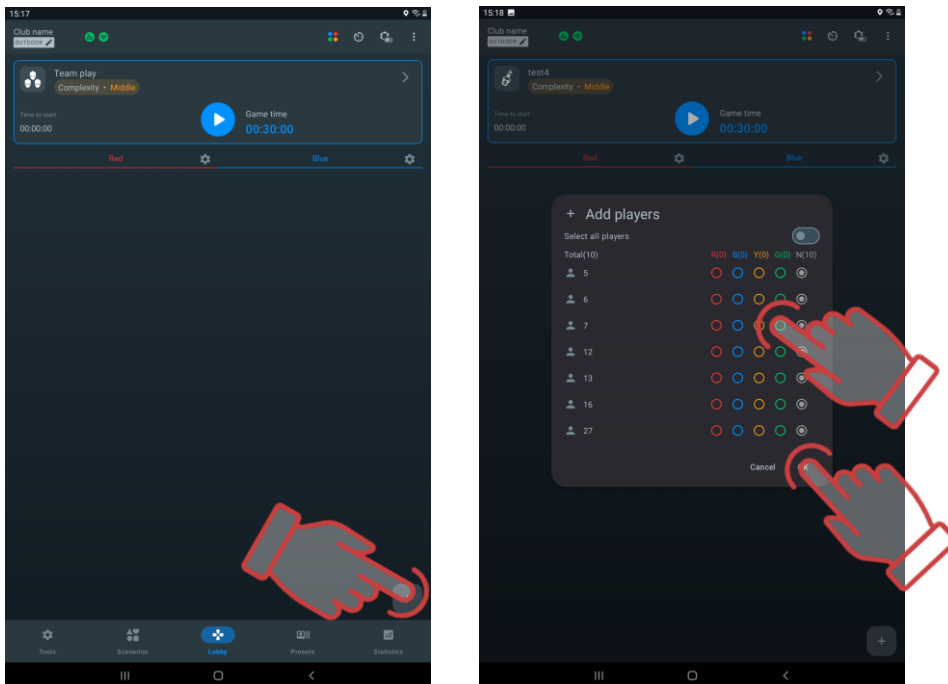 15:17
Club name
OUTDOOR
Team play
Complexity • Middle
Time to start
00:00:00
Game time
00:30:00
Red
Blue
Tools
Scenarios
Lobby
Presets
Statistics
15:18
Club name
OUTDOOR
test4
Complexity • Middle
Time to start
00:00:00
Game time
00:30:00
Red
Blue
+ Add players
Select all players
Total(10) R(0) B(0) Y(0) G(0) N(10)
5
6
7
12
13
16
27
Cancel
+